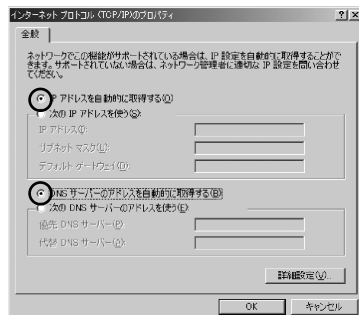 インターネット プロトコル (TCP/IP)のプロパティ
全般
ネットワークでこの機能がサポートされている場合は、IP 設定を自動的に取得することがで
きます。サポートされていない場合は、ネットワーク管理者に適切な IP 設定を問い合わせ
てください。
IP アドレスを自動的に取得する(O)
次の IP アドレスを使う(S):
IP アドレス(I):
サブネット マスク(U):
デフォルト ゲートウェイ(D):
DNS サーバーのアドレスを自動的に取得する(B)
次の DNS サーバーのアドレスを使う(E):
優先 DNS サーバー(P):
代替 DNS サーバー(A):
詳細設定(V)...
OK
キャンセル